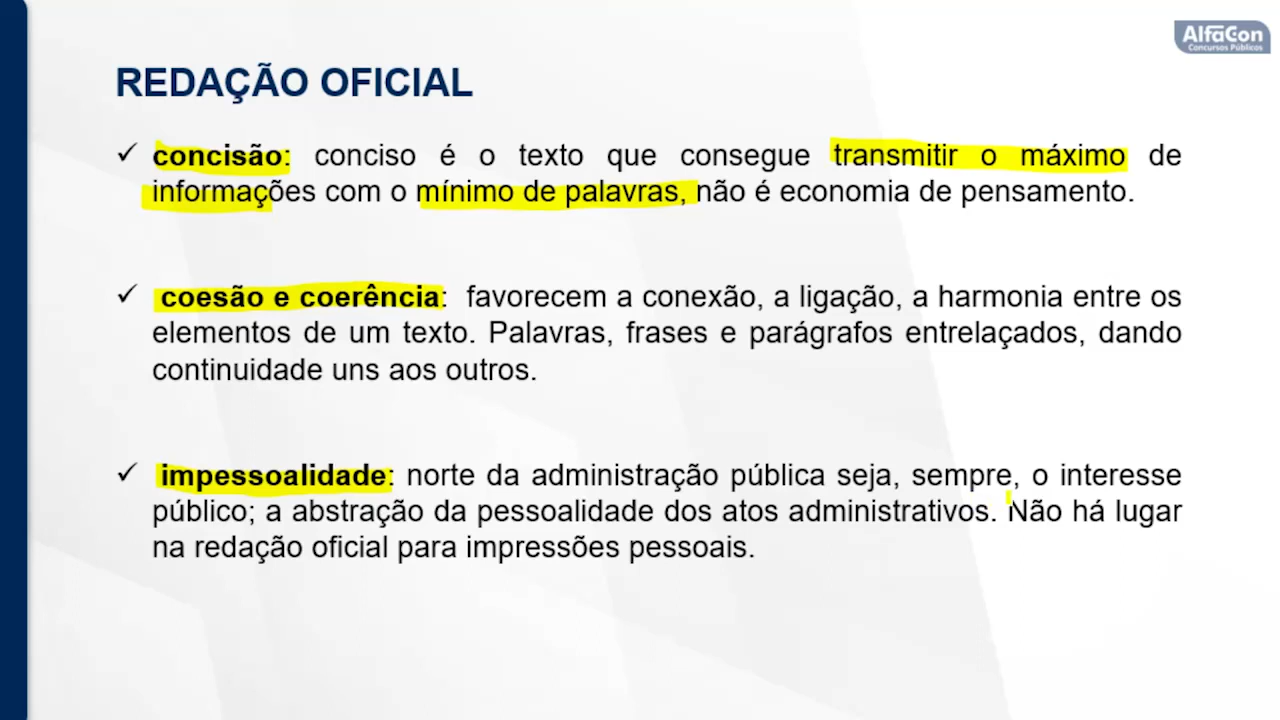 AlfaCon
Concursos Públicos
REDAÇÃO OFICIAL
✓ concisão: conciso é o texto que consegue transmitir o máximo de
informações com o mínimo de palavras, não é economia de pensamento.
✓ coesão e coerência: favorecem a conexão, a ligação, a harmonia entre os
elementos de um texto. Palavras, frases e parágrafos entrelaçados, dando
continuidade uns aos outros.
✓ impessoalidade: norte da administração pública seja, sempre, o interesse
público; a abstração da pessoalidade dos atos administrativos. Não há lugar
na redação oficial para impressões pessoais.